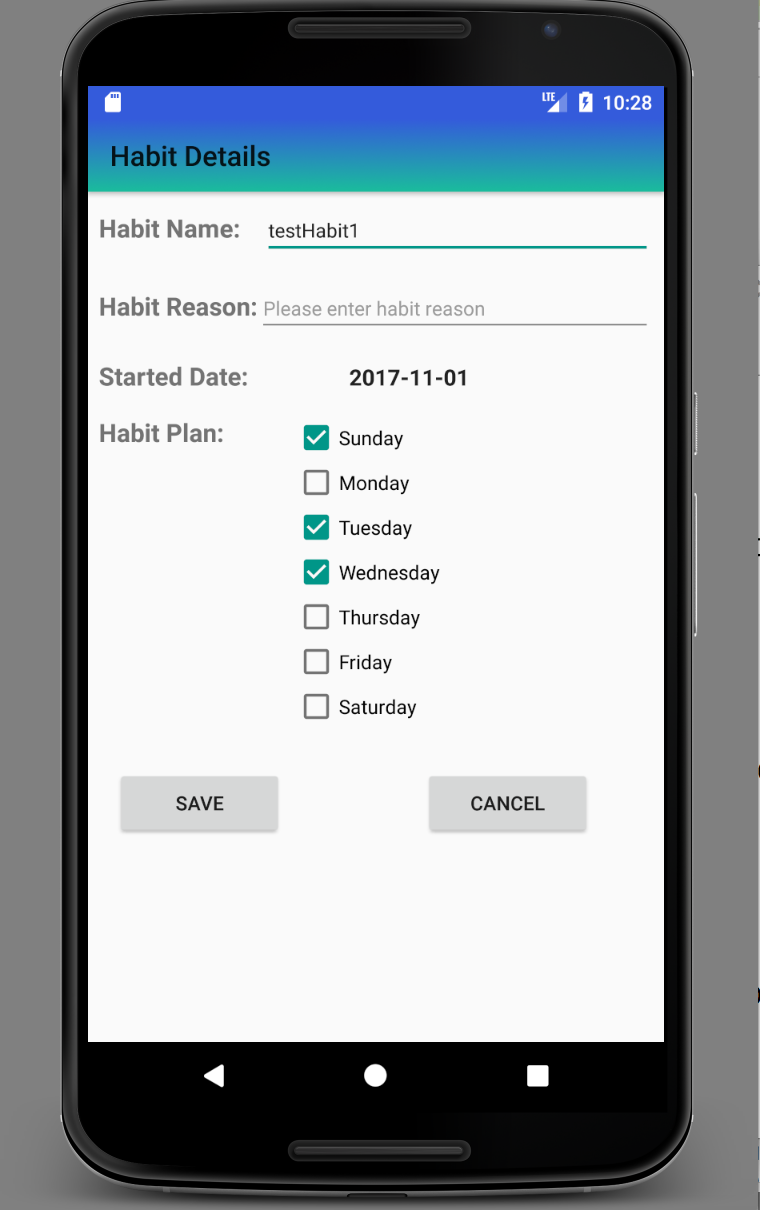 LTE 10:28
Habit Details
Habit Name: testHabit1
Habit Reason: Please enter habit reason
Started Date: 2017-11-01
Habit Plan: Sunday
Monday
Tuesday
Wednesday
Thursday
Friday
Saturday
SAVE CANCEL